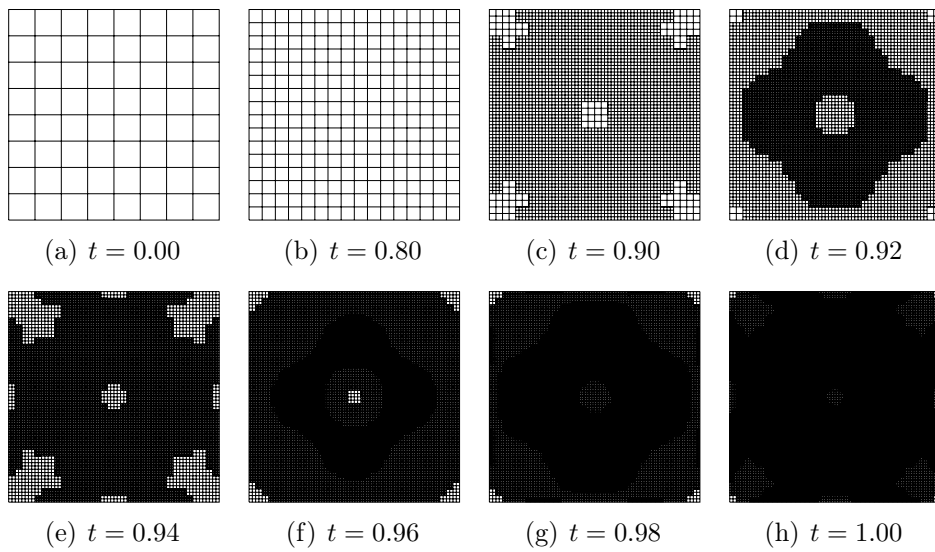 (a) t = 0.00
(b) t = 0.80
(c) t = 0.90
(d) t = 0.92
(e) t = 0.94
(f) t = 0.96
(g) t = 0.98
(h) t = 1.00